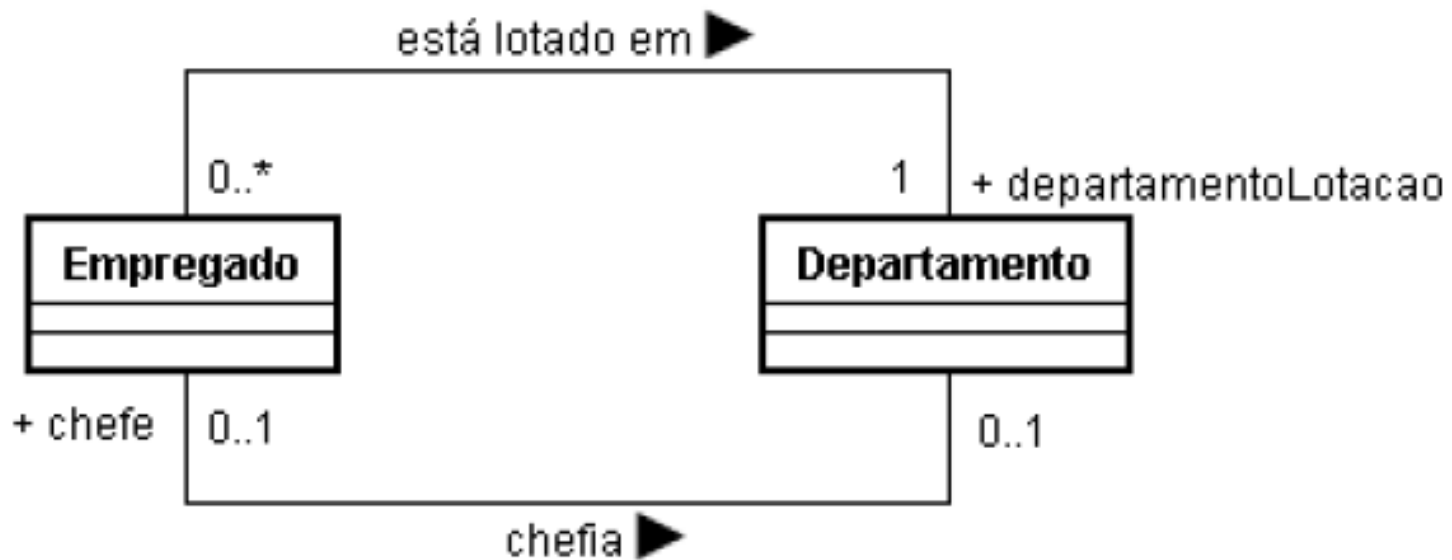 está lotado em
0..*
1
+ departamentoLotacao
Empregado
Departamento
+ chefe
0..1
0..1
chefia